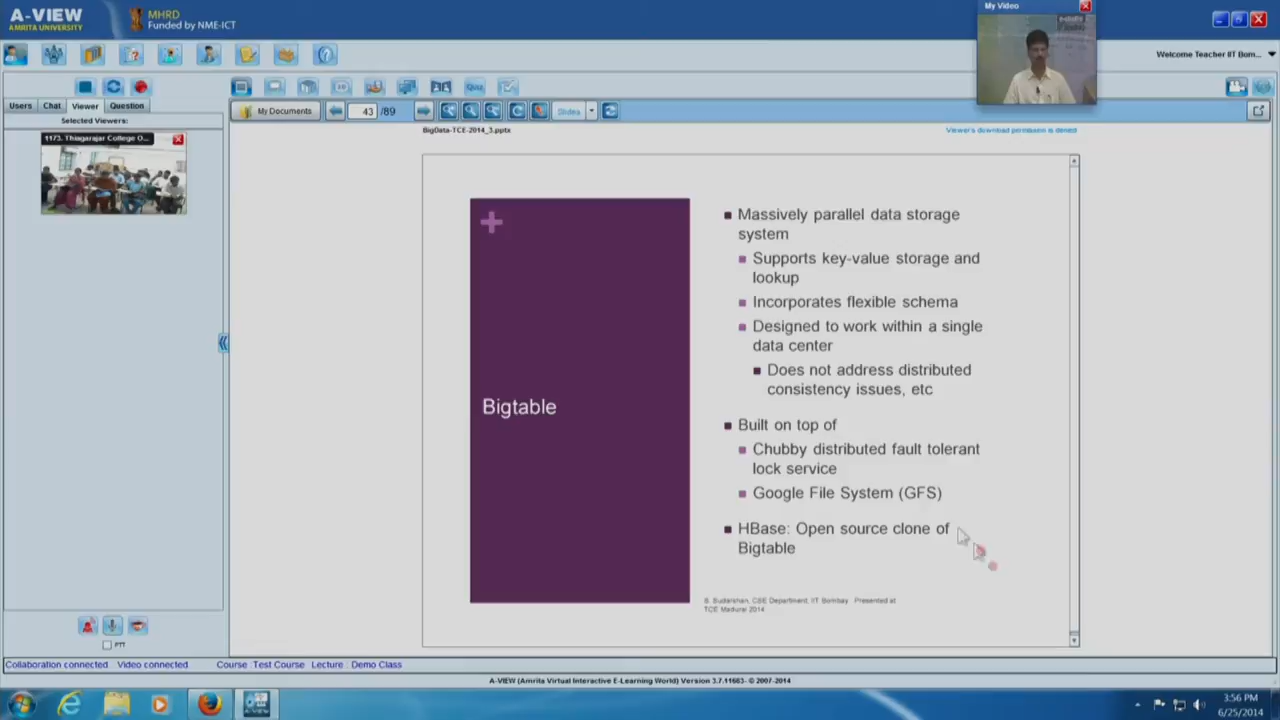 A-VIEW
AMRITA UNIVERSITY
MHRD
Funded by NME-ICT
My Video
Welcome Teacher IIT Bom...
Users Chat Viewer Question
Selected Viewers:
1173. Thiagarajar College O...
My Documents
43 /89
Slides
Quiz
BigData-TCE-2014_3.pptx
Viewer's download permission is denied
Bigtable
Massively parallel data storage
system
Supports key-value storage and
lookup
Incorporates flexible schema
Designed to work within a single
data center
Does not address distributed
consistency issues, etc
Built on top of
Chubby distributed fault tolerant
lock service
Google File System (GFS)
HBase: Open source clone of
Bigtable
S. Sudarshan, CSE Department, IIT Bombay. Presented at
TCE Madurai 2014
PTT
Collaboration connected Video connected Course : Test Course Lecture : Demo Class
A-VIEW (Amrita Virtual Interactive E-Learning World) Version 3.7.11663- © 2007-2014
3:56 PM
6/25/2014